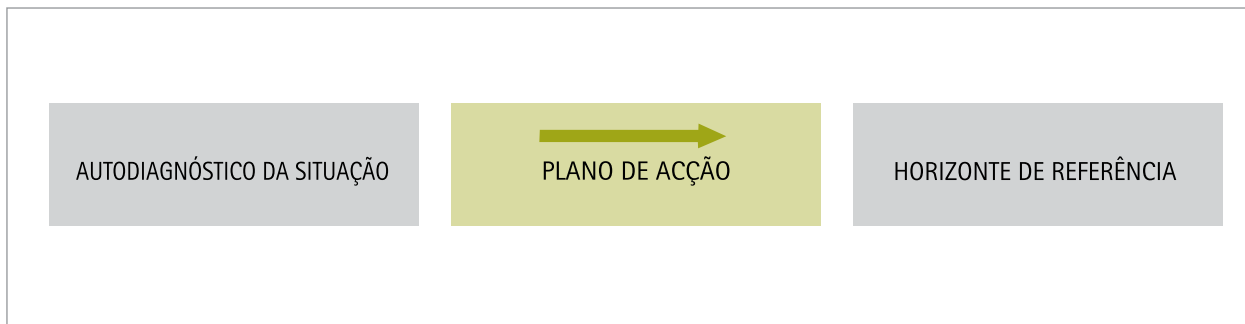 AUTODIAGNÓSTICO DA SITUAÇÃO
PLANO DE ACÇÃO
HORIZONTE DE REFERÊNCIA